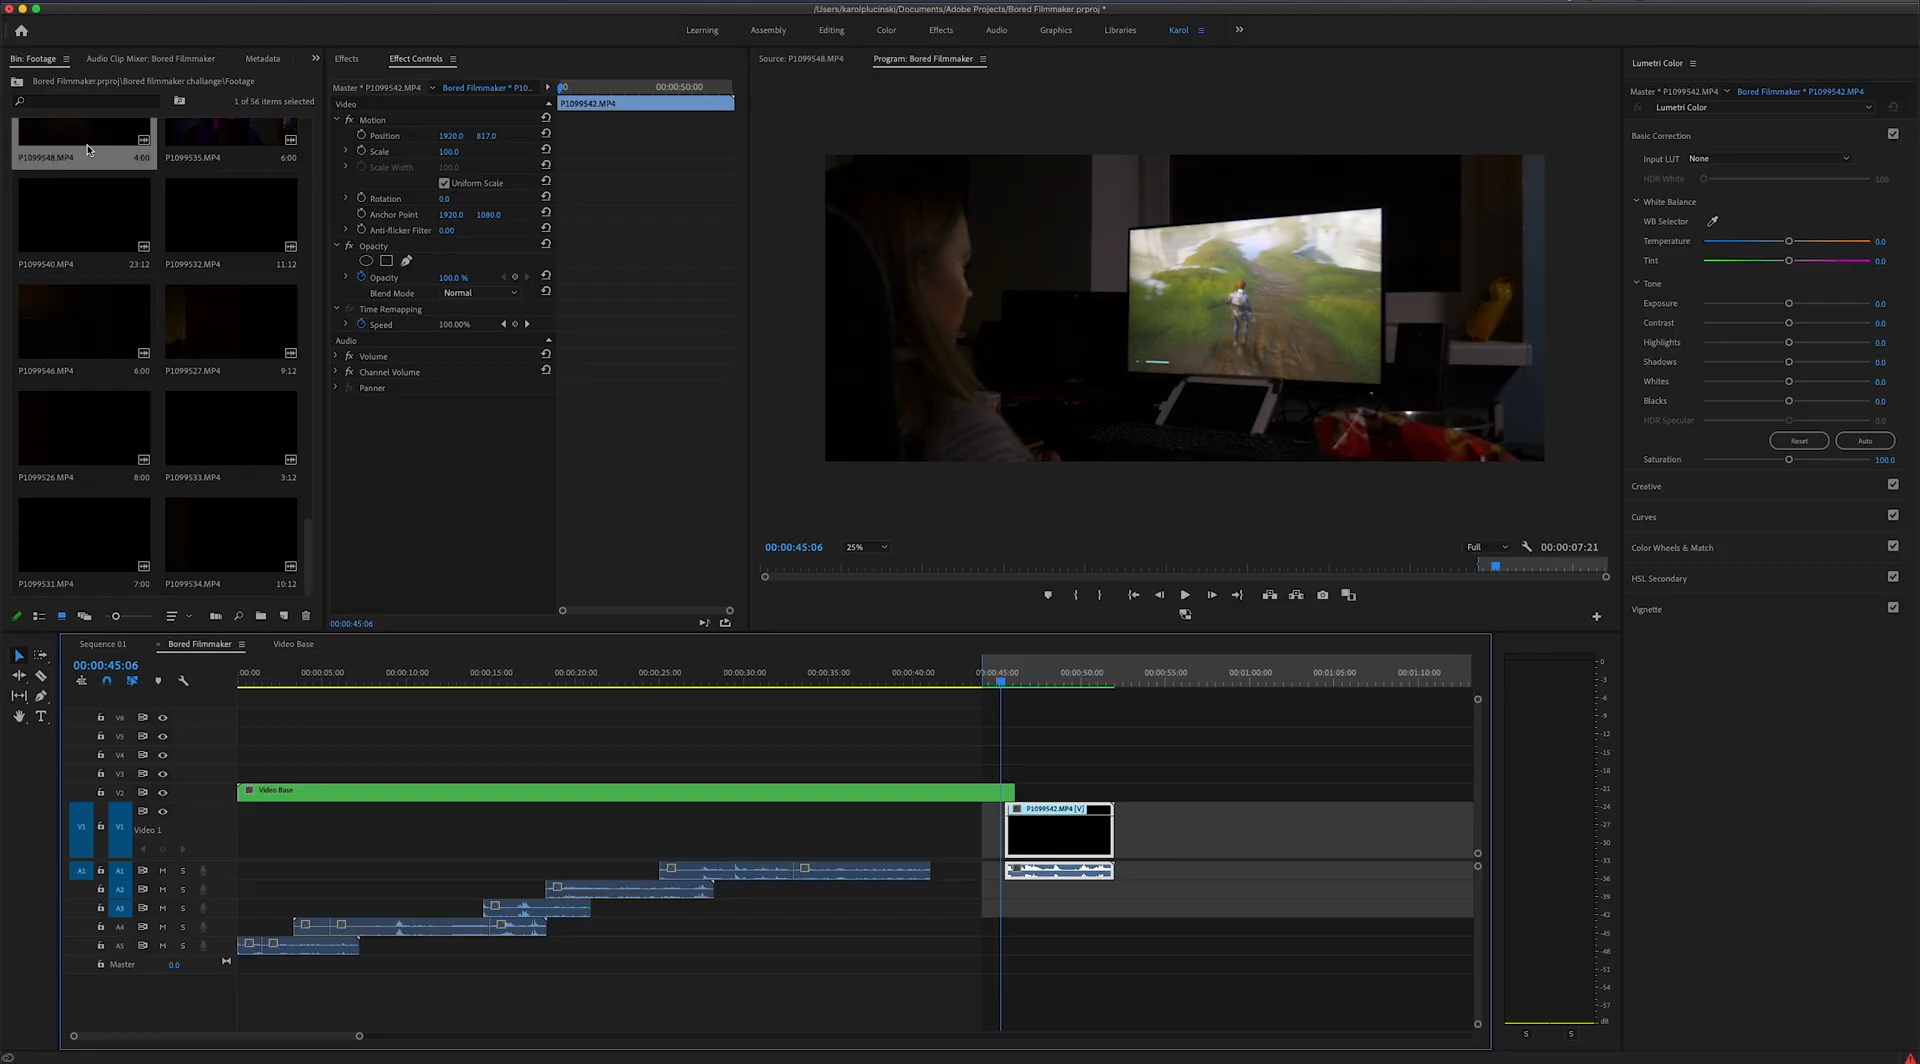 /Users/karolplucinski/Documents/Adobe Projects/Bored Filmmaker.prproj *
Learning Assembly Editing Color Effects Audio Graphics Libraries Karol
Bin: Footage Audio Clip Mixer: Bored Filmmaker Metadata
Bored Filmmaker.prproj\Bored filmmaker challange\Footage
1 of 56 items selected
P1099548.MP4 4:00 P1099535.MP4 6:00
P1099540.MP4 23:12 P1099532.MP4 11:12
P1099546.MP4 6:00 P1099527.MP4 9:12
P1099526.MP4 8:00 P1099533.MP4 3:12
P1099531.MP4 7:00 P1099534.MP4 10:12
Effects Effect Controls
Master * P1099542.MP4 Bored Filmmaker * P10... 00:00:50:00
Video P1099542.MP4
fx Motion
Position 1920.0 817.0
Scale 100.0
Scale Width 100.0
Uniform Scale
Rotation 0.0
Anchor Point 1920.0 1080.0
Anti-flicker Filter 0.00
fx Opacity
Opacity 100.0 %
Blend Mode Normal
fx Time Remapping
Speed 100.00%
Audio
fx Volume
fx Channel Volume
fx Panner
00:00:45:06
Source: P1099548.MP4 Program: Bored Filmmaker
00:00:45:06 25% Full 00:00:07:21
Lumetri Color
Master * P1099542.MP4 Bored Filmmaker * P1099542.MP4
fx Lumetri Color
Basic Correction
Input LUT None
HDR White 100
White Balance
WB Selector
Temperature 0.0
Tint 0.0
Tone
Exposure 0.0
Contrast 0.0
Highlights 0.0
Shadows 0.0
Whites 0.0
Blacks 0.0
HDR Specular 0.0
Reset Auto
Saturation 100.0
Creative
Curves
Color Wheels & Match
HSL Secondary
Vignette
Sequence 01 × Bored Filmmaker Video Base
00:00:45:06
:00:00 00:00:05:00 00:00:10:00 00:00:15:00 00:00:20:00 00:00:25:00 00:00:30:00 00:00:35:00 00:00:40:00 00:00:45:00 00:00:50:00 00:00:55:00 00:01:00:00 00:01:05:00 00:01:10:00
V6
V5
V4
V3
V2 Video Base
P1099542.MP4 [V]
V1 V1
Video 1
A1 A1 M S
A2 M S
A3 M S
A4 M S
A5 M S
Master 0.0
0
-3
-6
-9
-12
-15
-18
-21
-24
-27
-30
-33
-36
-39
-42
-45
-48
-51
-54
-57
dB
S S